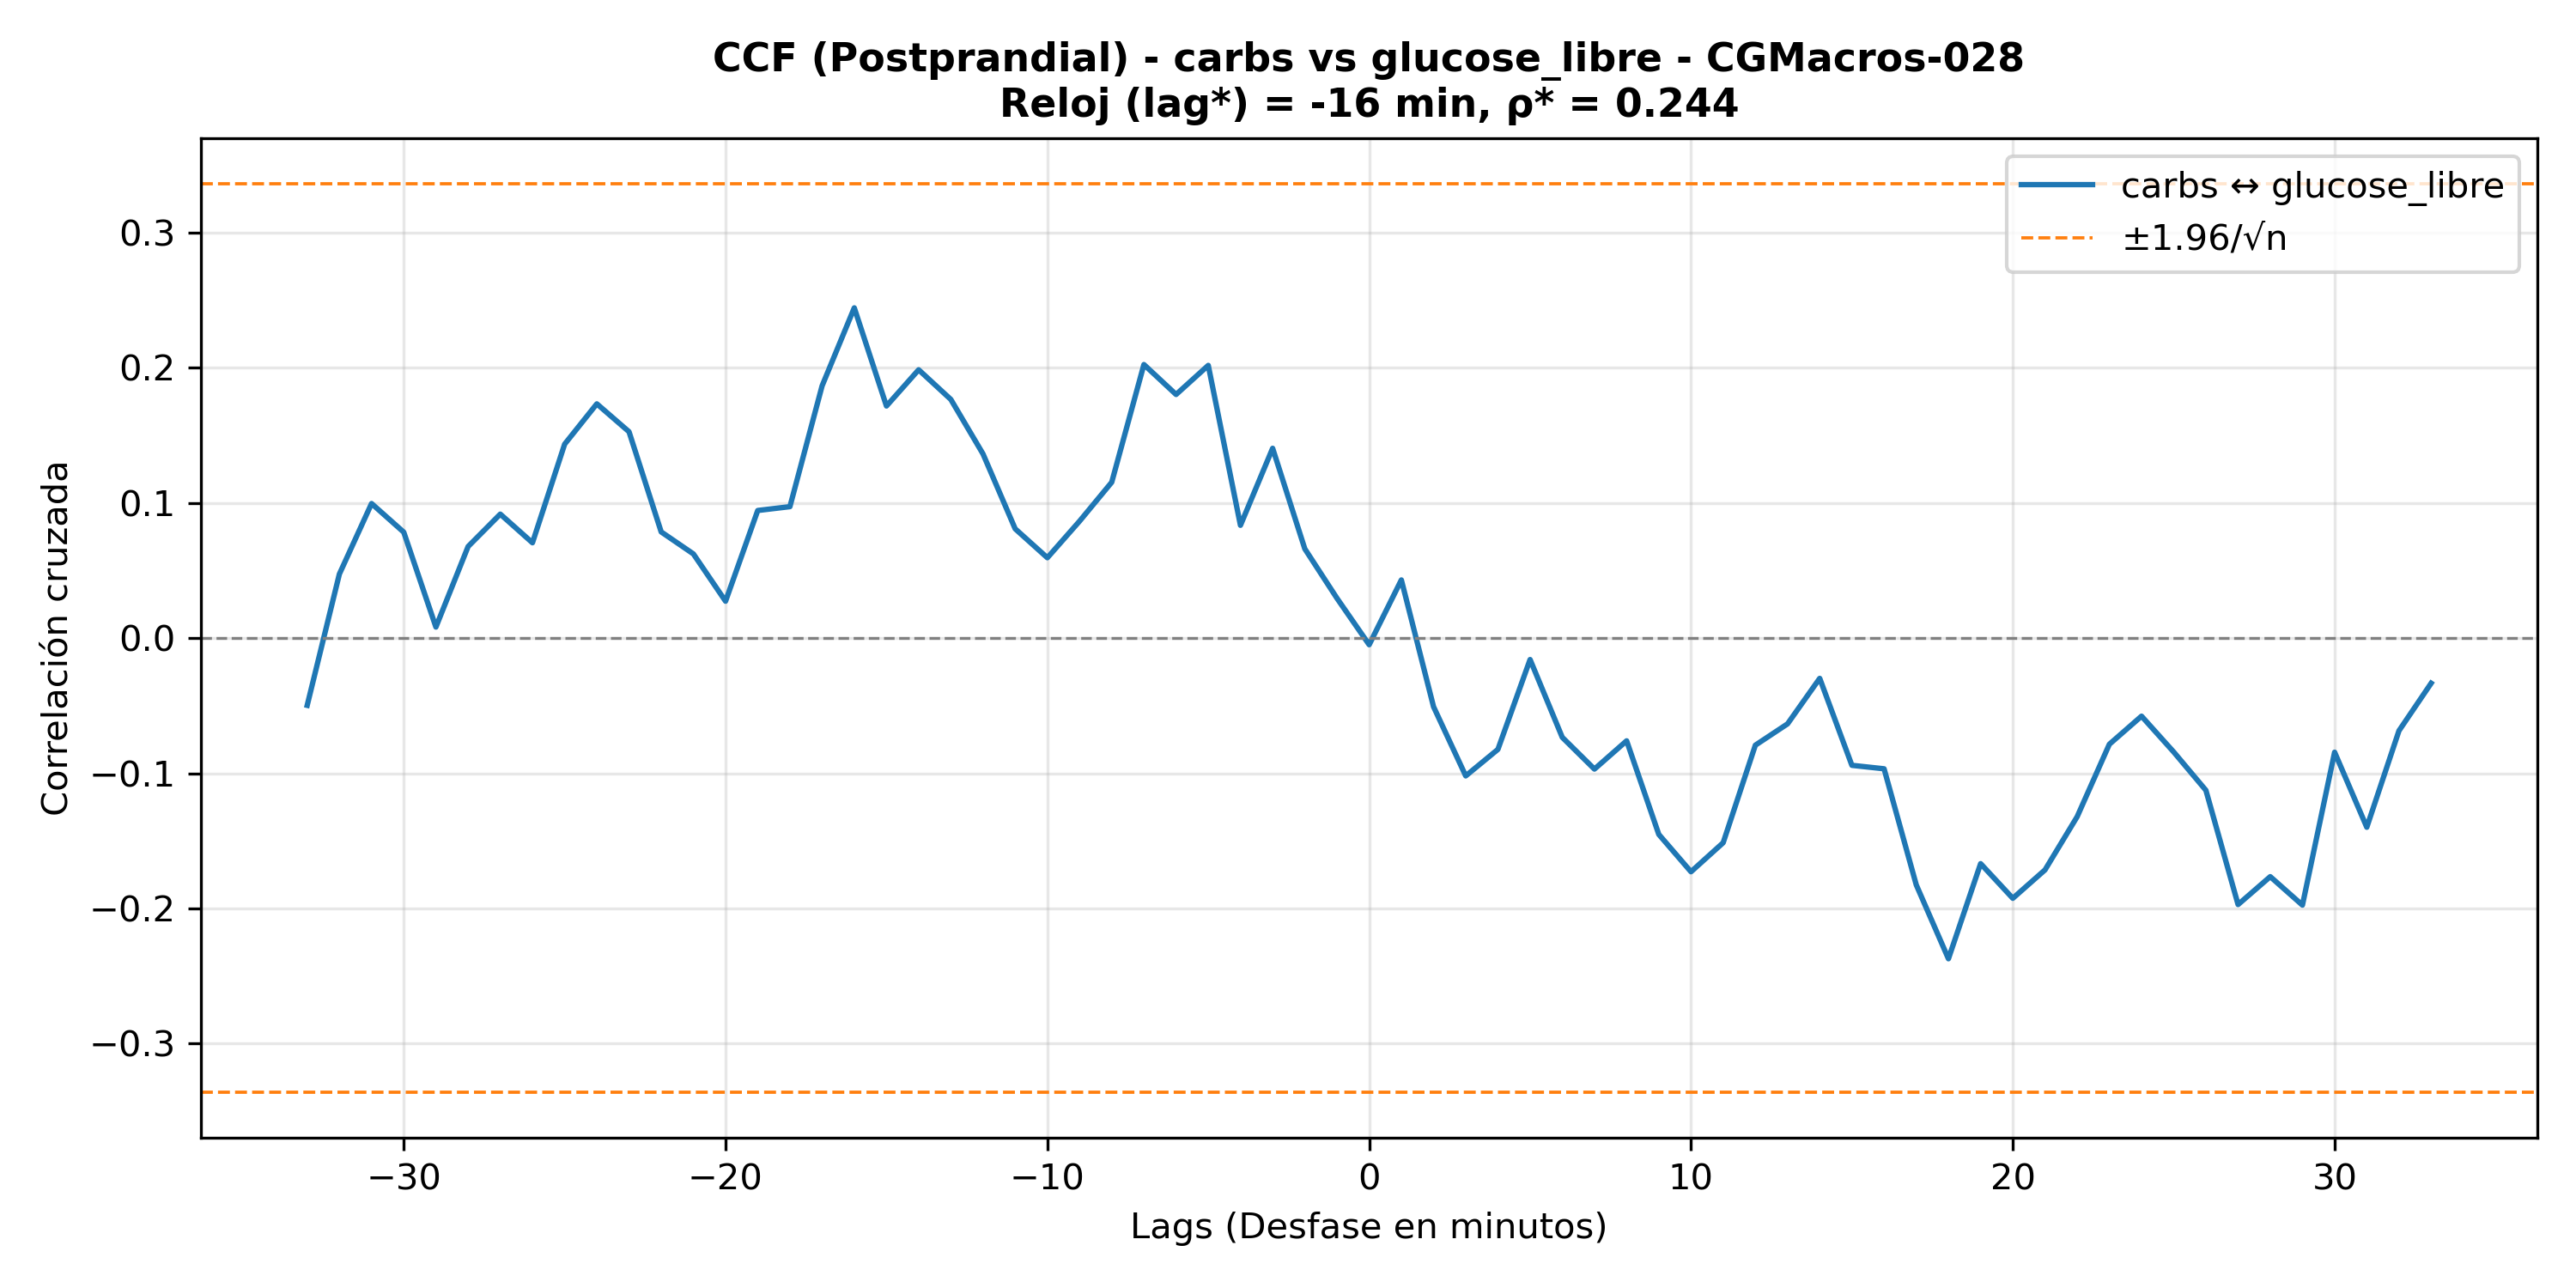 CCF (Postprandial) - carbs vs glucose_libre - CGMacros-028
Reloj (lag*) = -16 min, ρ* = 0.244
carbs ↔ glucose_libre
±1.96/√n
Correlación cruzada
0.3
0.2
0.1
0.0
−0.1
−0.2
−0.3
−30
−20
−10
0
10
20
30
Lags (Desfase en minutos)